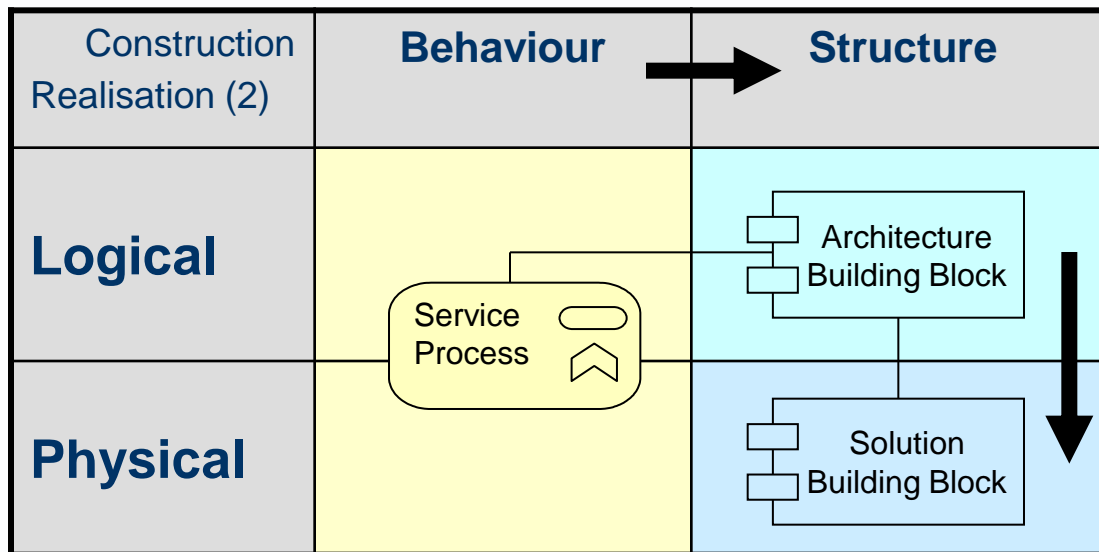 Construction
Realisation (2)
Behaviour
Structure
Logical
Service
Process
Architecture
Building Block
Physical
Solution
Building Block